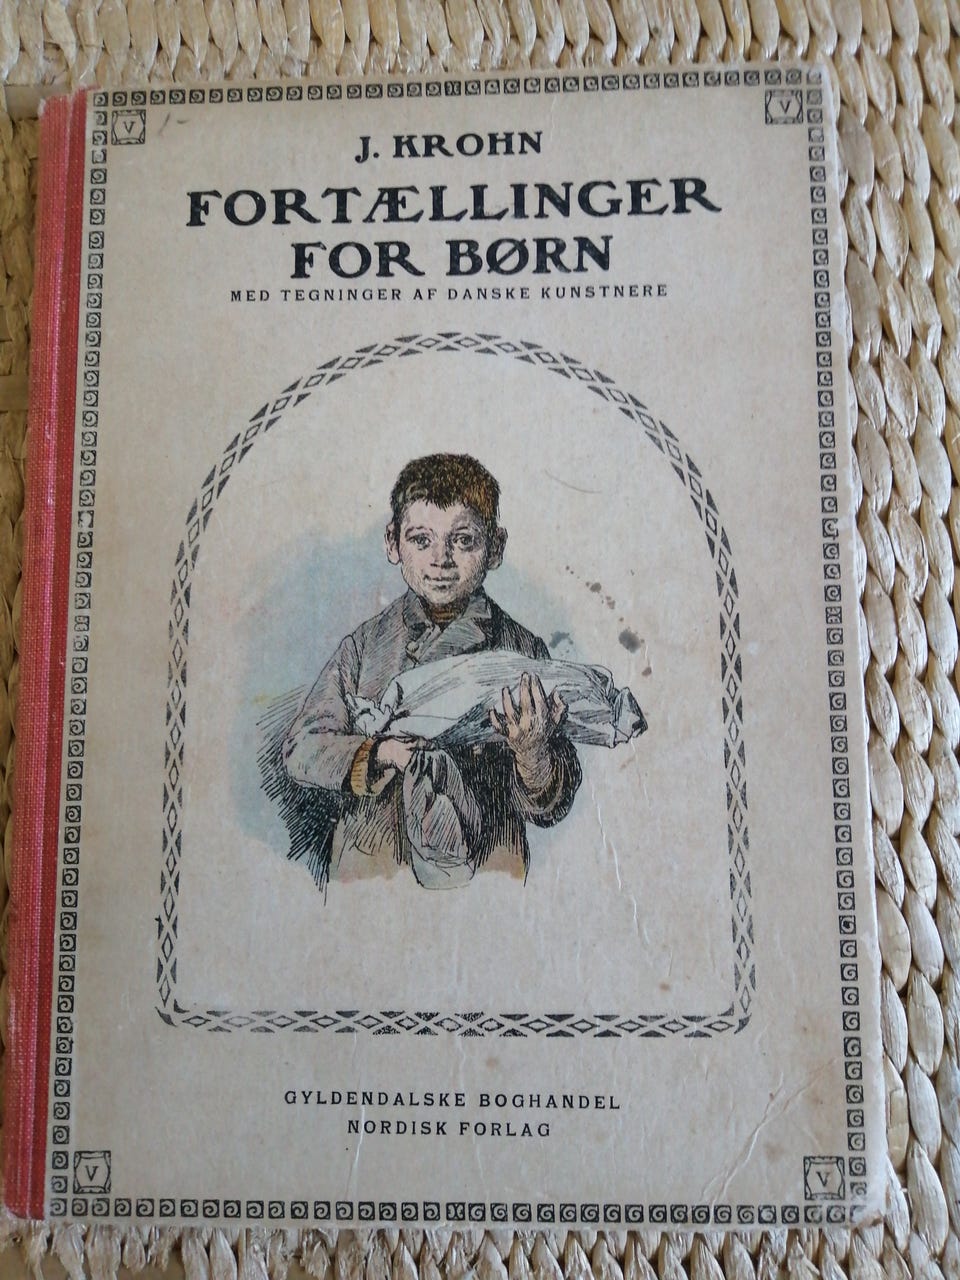 V V
J. KROHN
FORTÆLLINGER
FOR BØRN
MED TEGNINGER AF DANSKE KUNSTNERE
GYLDENDALSKE BOGHANDEL
NORDISK FORLAG
V V